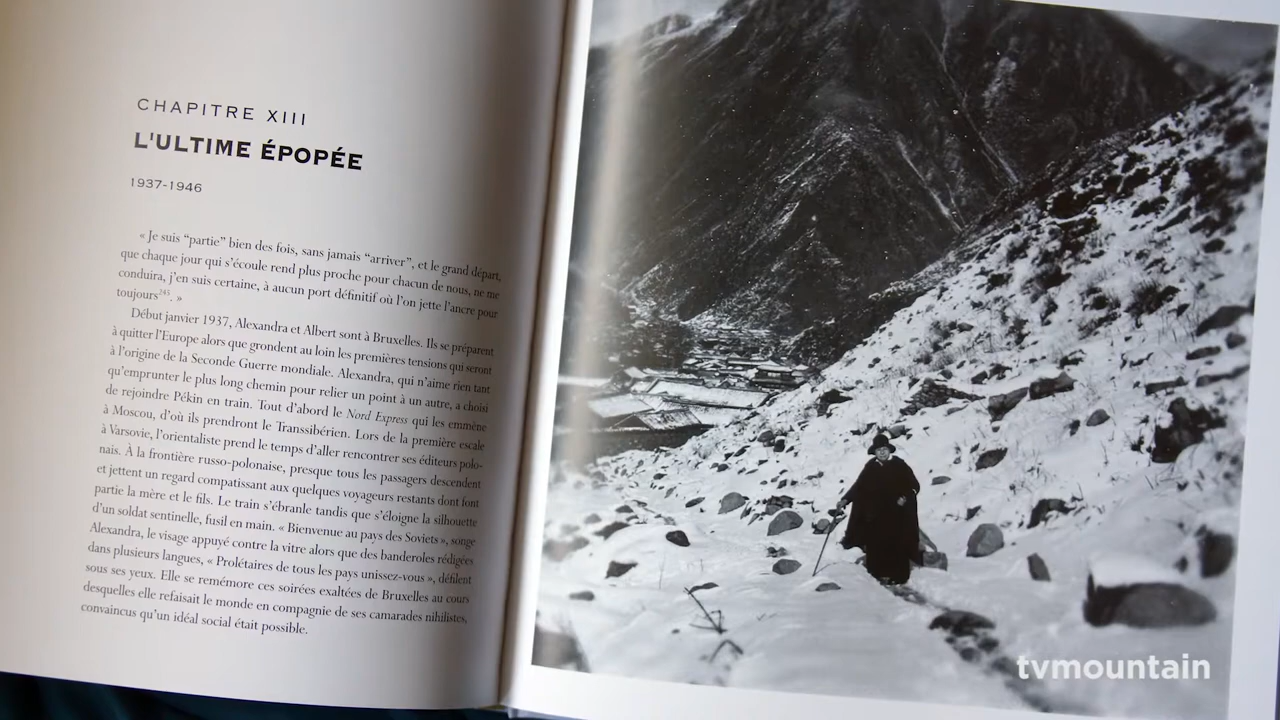 CHAPITRE XIII
L'ULTIME ÉPOPÉE
1937-1946
« Je suis “partie” bien des fois, sans jamais “arriver”, et le grand départ,
que chaque jour qui s’écoule rend plus proche pour chacun de nous, ne me
conduira, j’en suis certaine, à aucun port définitif où l’on jette l’ancre pour
toujours²⁴¹. »
Début janvier 1937, Alexandra et Albert sont à Bruxelles. Ils se préparent
à quitter l’Europe alors que grondent au loin les premières tensions qui seront
à l’origine de la Seconde Guerre mondiale. Alexandra, qui n’aime rien tant
qu’emprunter le plus long chemin pour relier un point à un autre, a choisi
de rejoindre Pékin en train. Tout d’abord le Nord Express qui les emmène
à Moscou, d’où ils prendront le Transsibérien. Lors de la première escale
à Varsovie, l’orientaliste prend le temps d’aller rencontrer ses éditeurs polo-
nais. À la frontière russo-polonaise, presque tous les passagers descendent
et jettent un regard compatissant aux quelques voyageurs restants dont font
partie la mère et le fils. Le train s’ébranle tandis que s’éloigne la silhouette
d’un soldat sentinelle, fusil en main. « Bienvenue au pays des Soviets », songe
Alexandra, le visage appuyé contre la vitre alors que des banderoles rédigées
dans plusieurs langues, « Prolétaires de tous les pays unissez-vous », défilent
sous ses yeux. Elle se remémore ces soirées exaltées de Bruxelles au cours
desquelles elle refaisait le monde en compagnie de ses camarades nihilistes,
convaincus qu’un idéal social était possible.
tvmountain